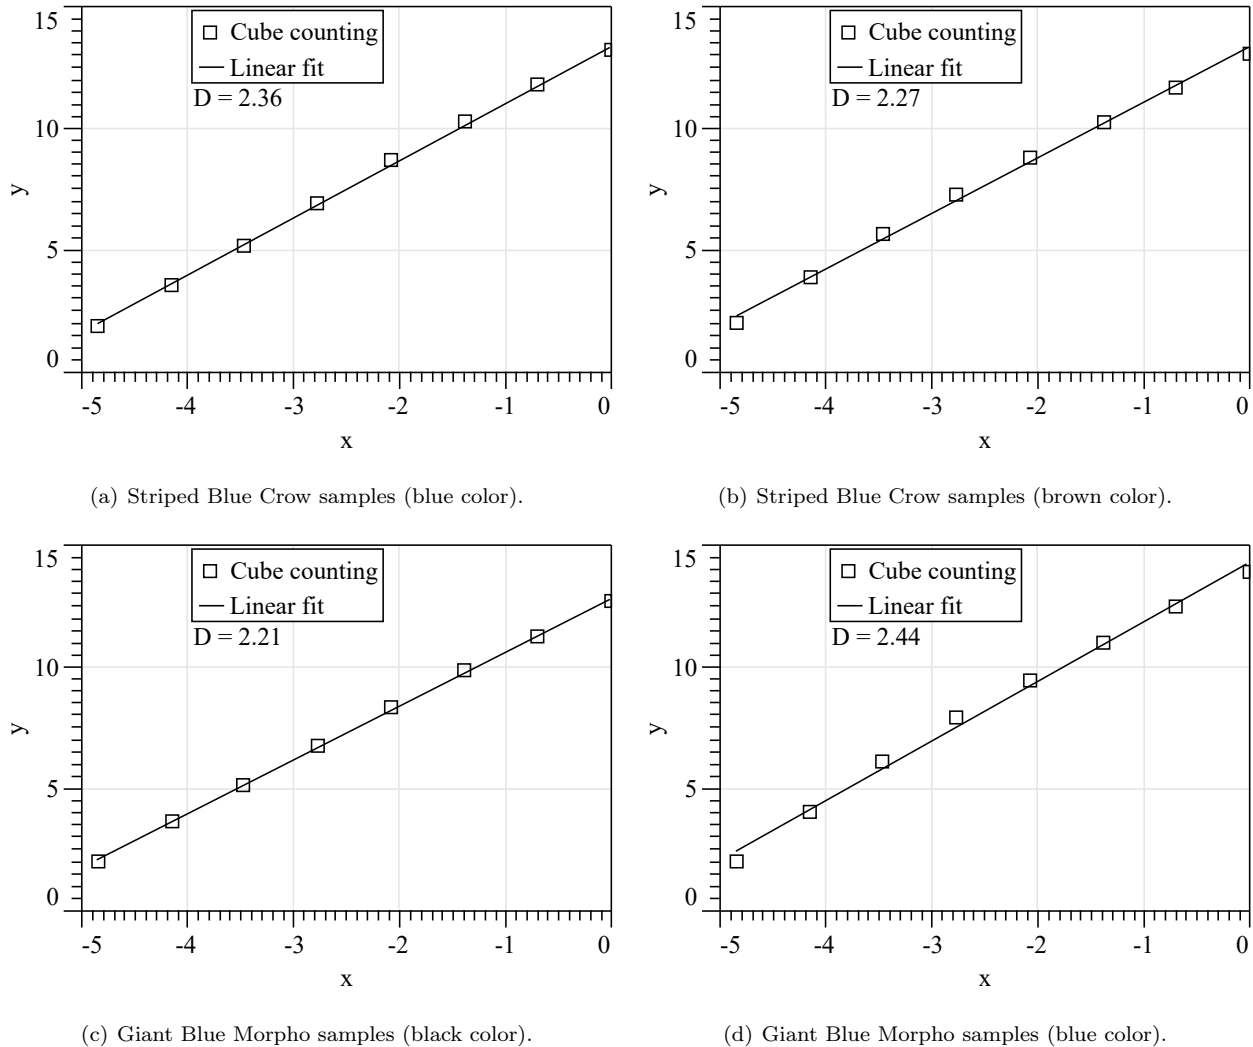 15
Cube counting
Linear fit
D = 2.36
10
y
5
0
-5 -4 -3 -2 -1 0
x
(a) Striped Blue Crow samples (blue color).
15
Cube counting
Linear fit
D = 2.27
10
y
5
0
-5 -4 -3 -2 -1 0
x
(b) Striped Blue Crow samples (brown color).
15
Cube counting
Linear fit
D = 2.21
10
y
5
0
-5 -4 -3 -2 -1 0
x
(c) Giant Blue Morpho samples (black color).
15
Cube counting
Linear fit
D = 2.44
10
y
5
0
-5 -4 -3 -2 -1 0
x
(d) Giant Blue Morpho samples (blue color).